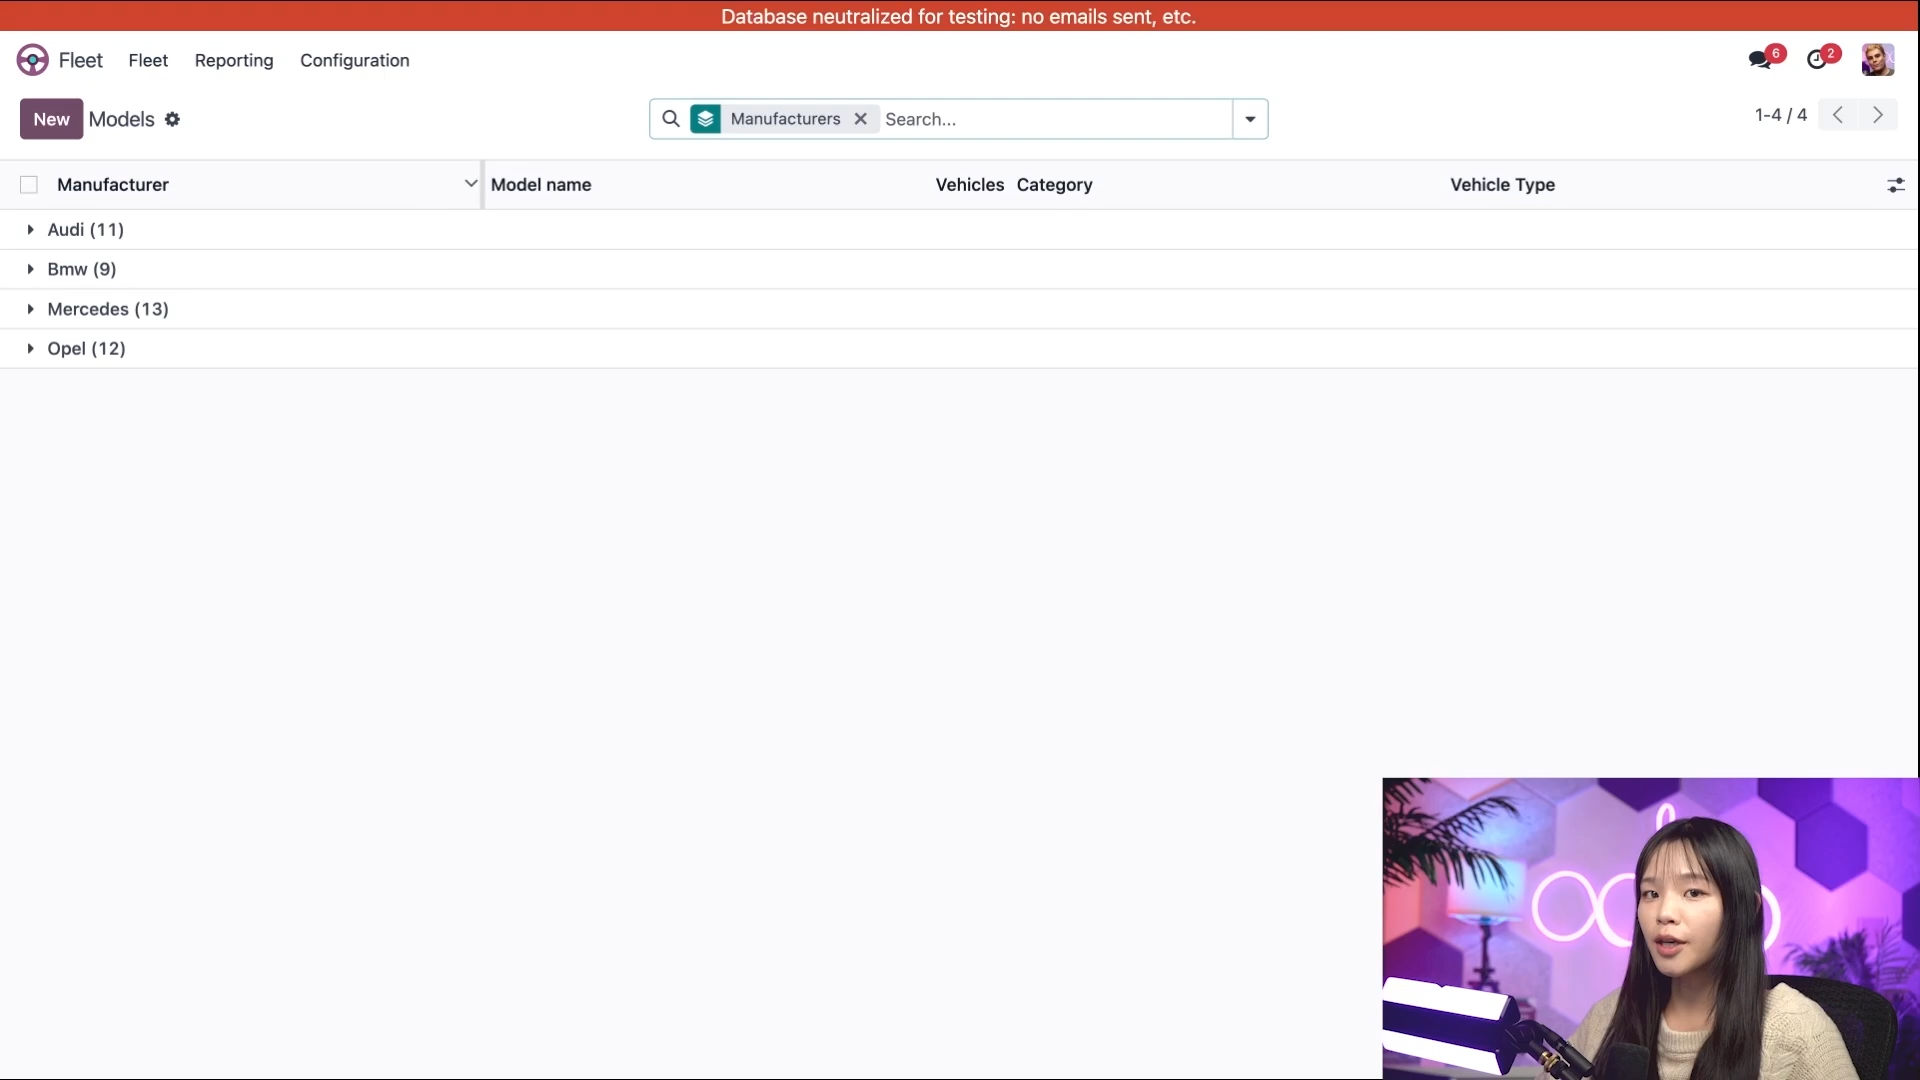 Database neutralized for testing: no emails sent, etc.
Fleet Fleet Reporting Configuration 6 2
New Models Manufacturers Search... 1-4 / 4
Manufacturer Model name Vehicles Category Vehicle Type
Audi (11)
Bmw (9)
Mercedes (13)
Opel (12)